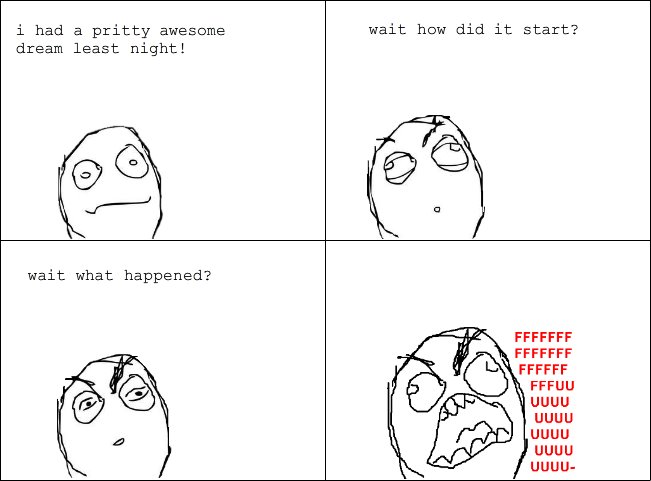 i had a pritty awesome
dream least night!
wait how did it start?
wait what happened?
FFFFFFF
FFFFFFF
FFFFFF
FFFUU
UUUU
UUUU
UUUU
UUUU
UUUU-